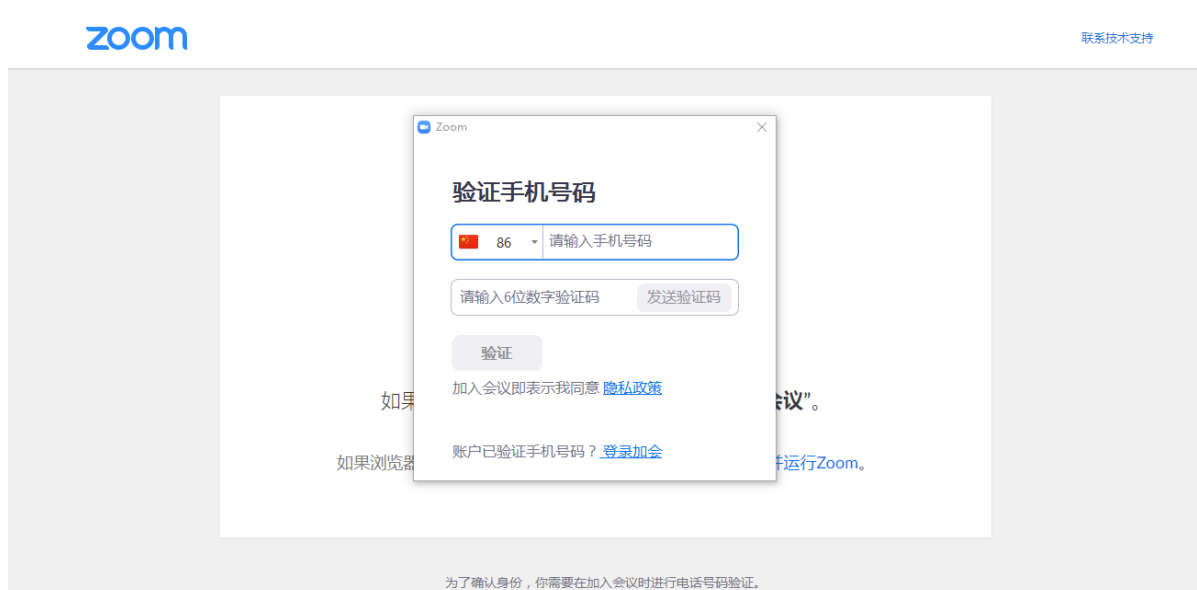 zoom
联系技术支持
Zoom
验证手机号码
86 请输入手机号码
请输入6位数字验证码 发送验证码
验证
加入会议即表示我同意 隐私政策
如果 会议”。
账户已验证手机号码？ 登录加会
如果浏览器 并运行Zoom。
为了确认身份，你需要在加入会议时进行电话号码验证。